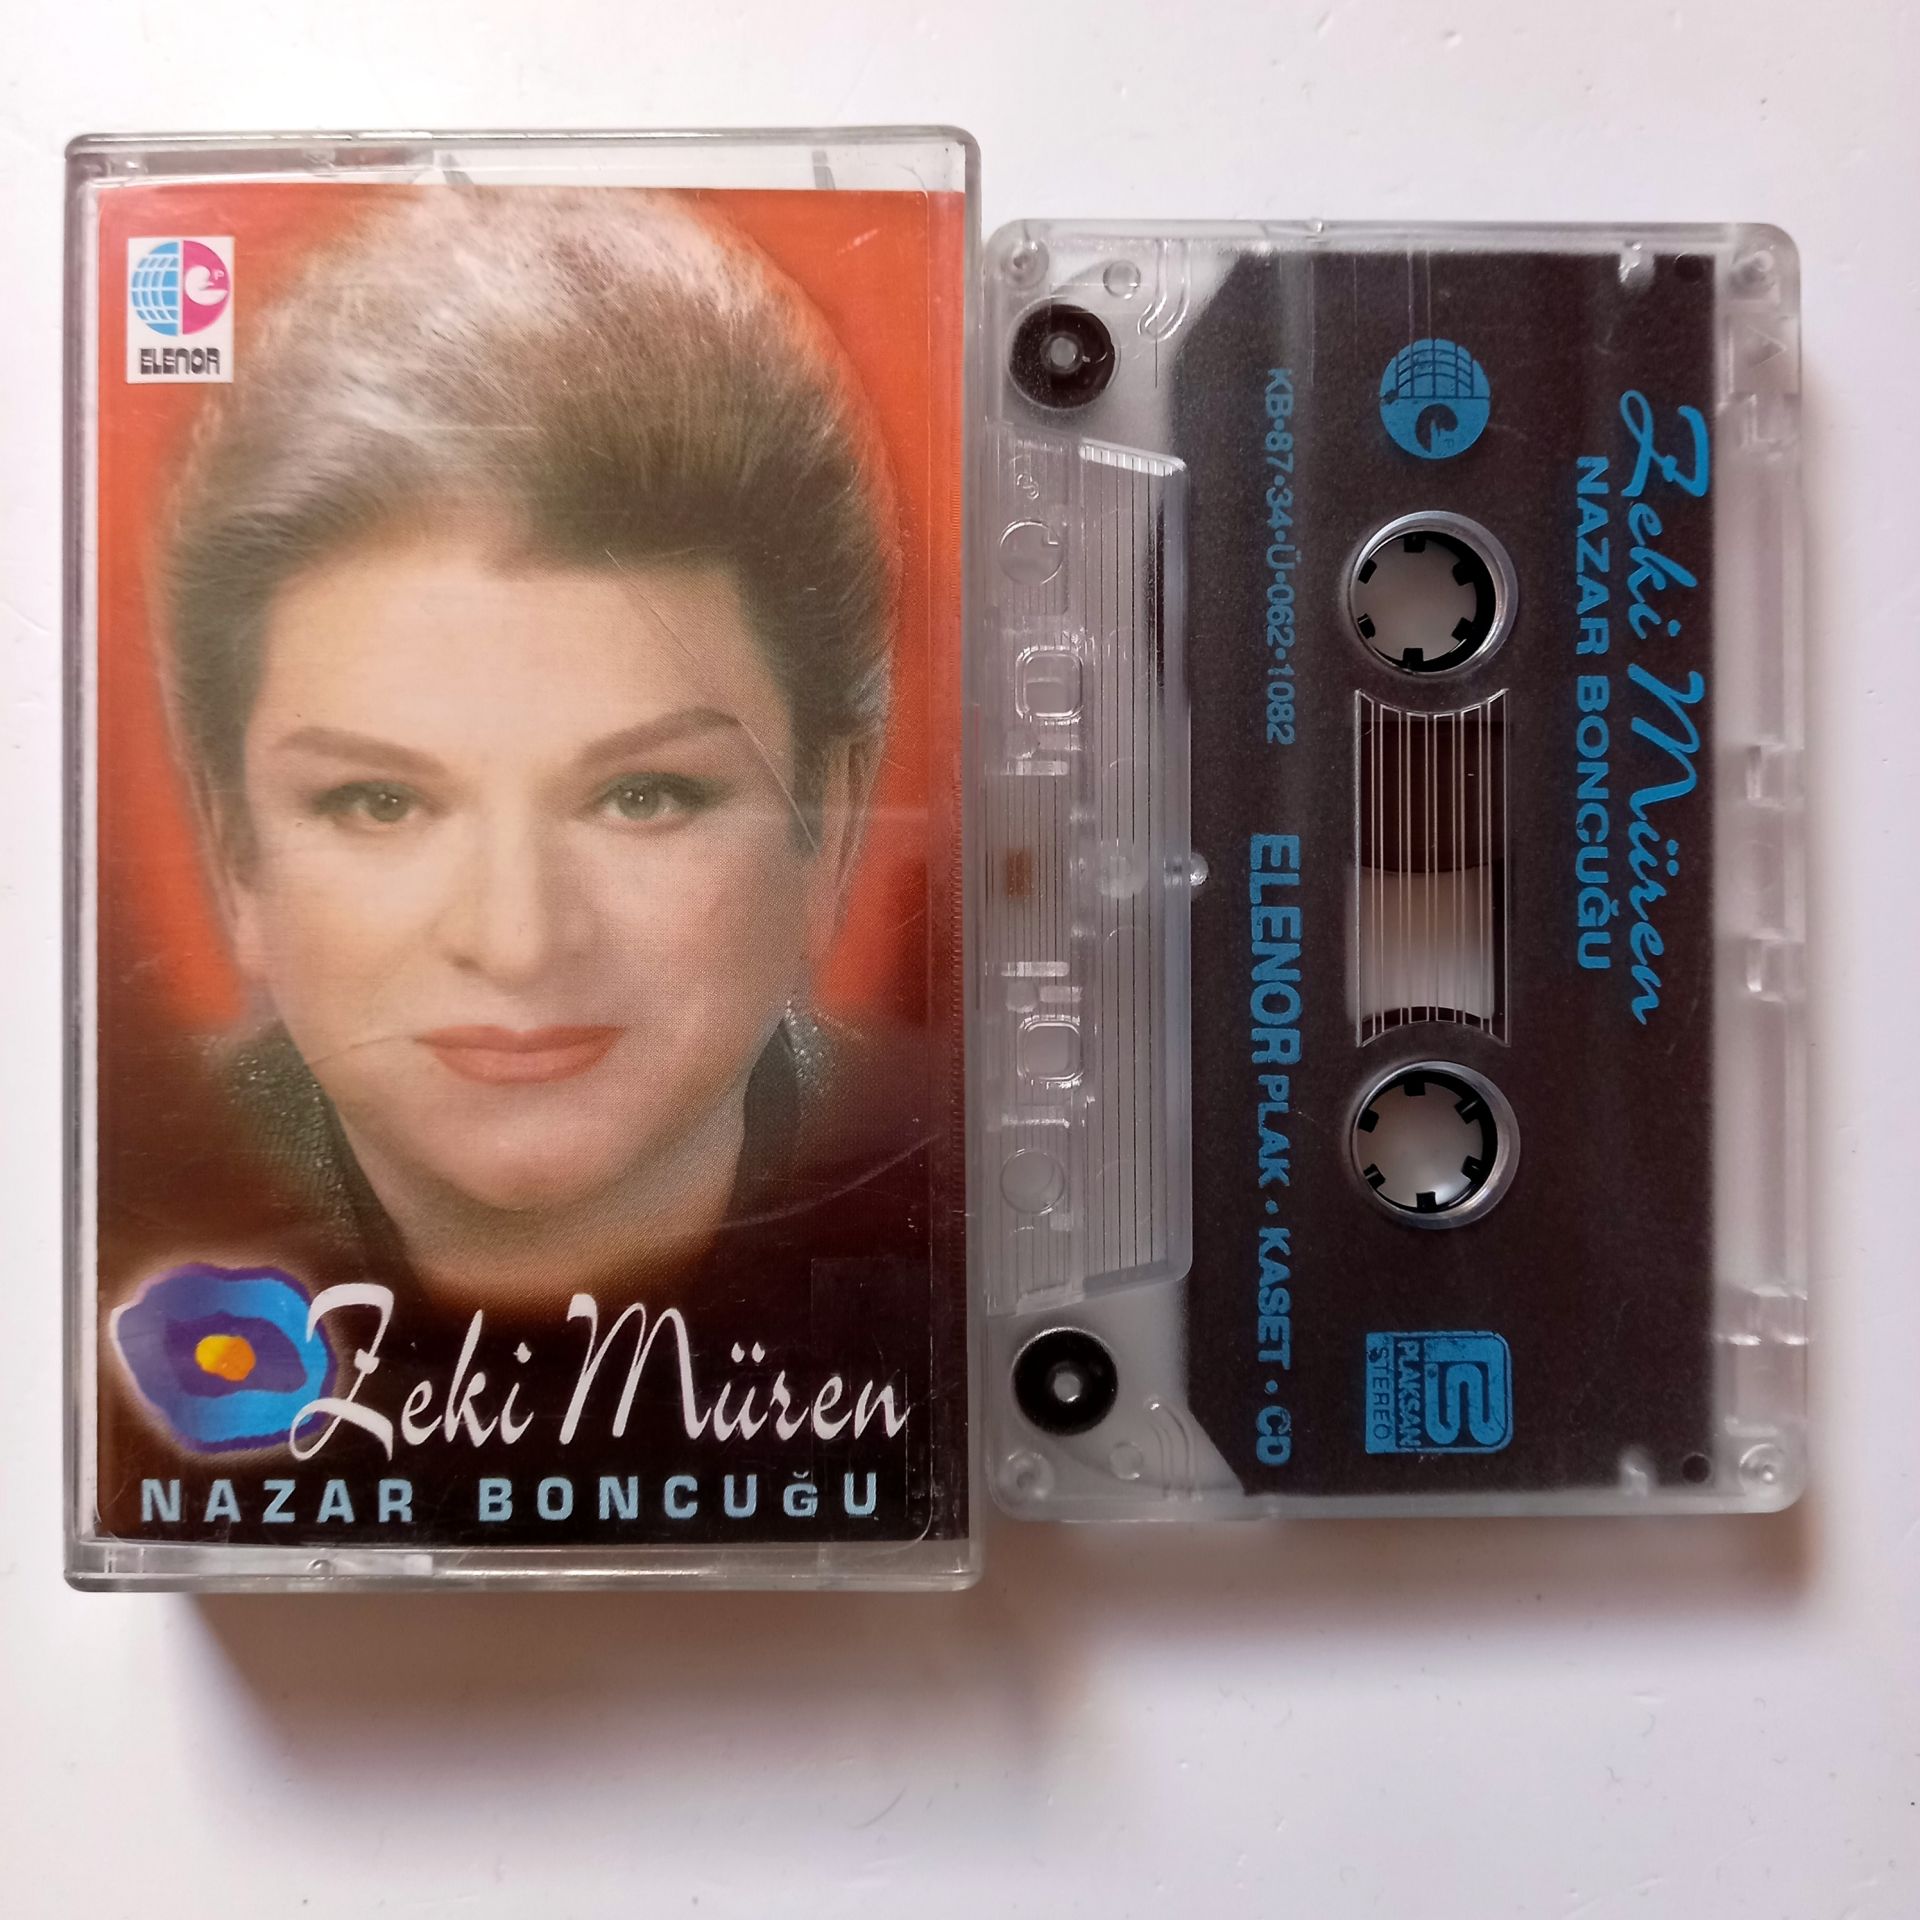 ELENOR
Zeki Müren
NAZAR BONCUĞU
Zeki Müren
NAZAR BONCUĞU
KB•87•34•Ü•062•1082
ELENOR PLAK • KASET • CD
PLAKSAN
STEREO